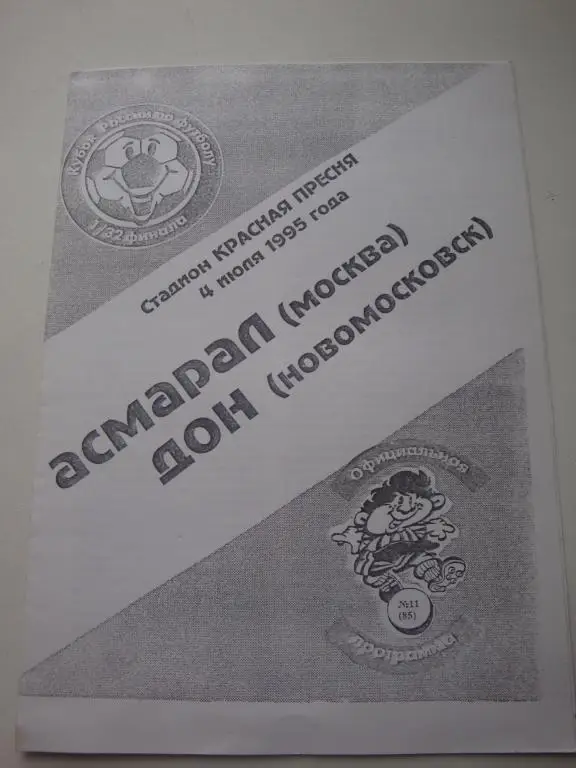 Кубок России по футболу
1/32 финала
Стадион КРАСНАЯ ПРЕСНЯ
4 июля 1995 года
асмарал (москва)
ДОН (новомосковск)
Официальная
№11
(85)
программа